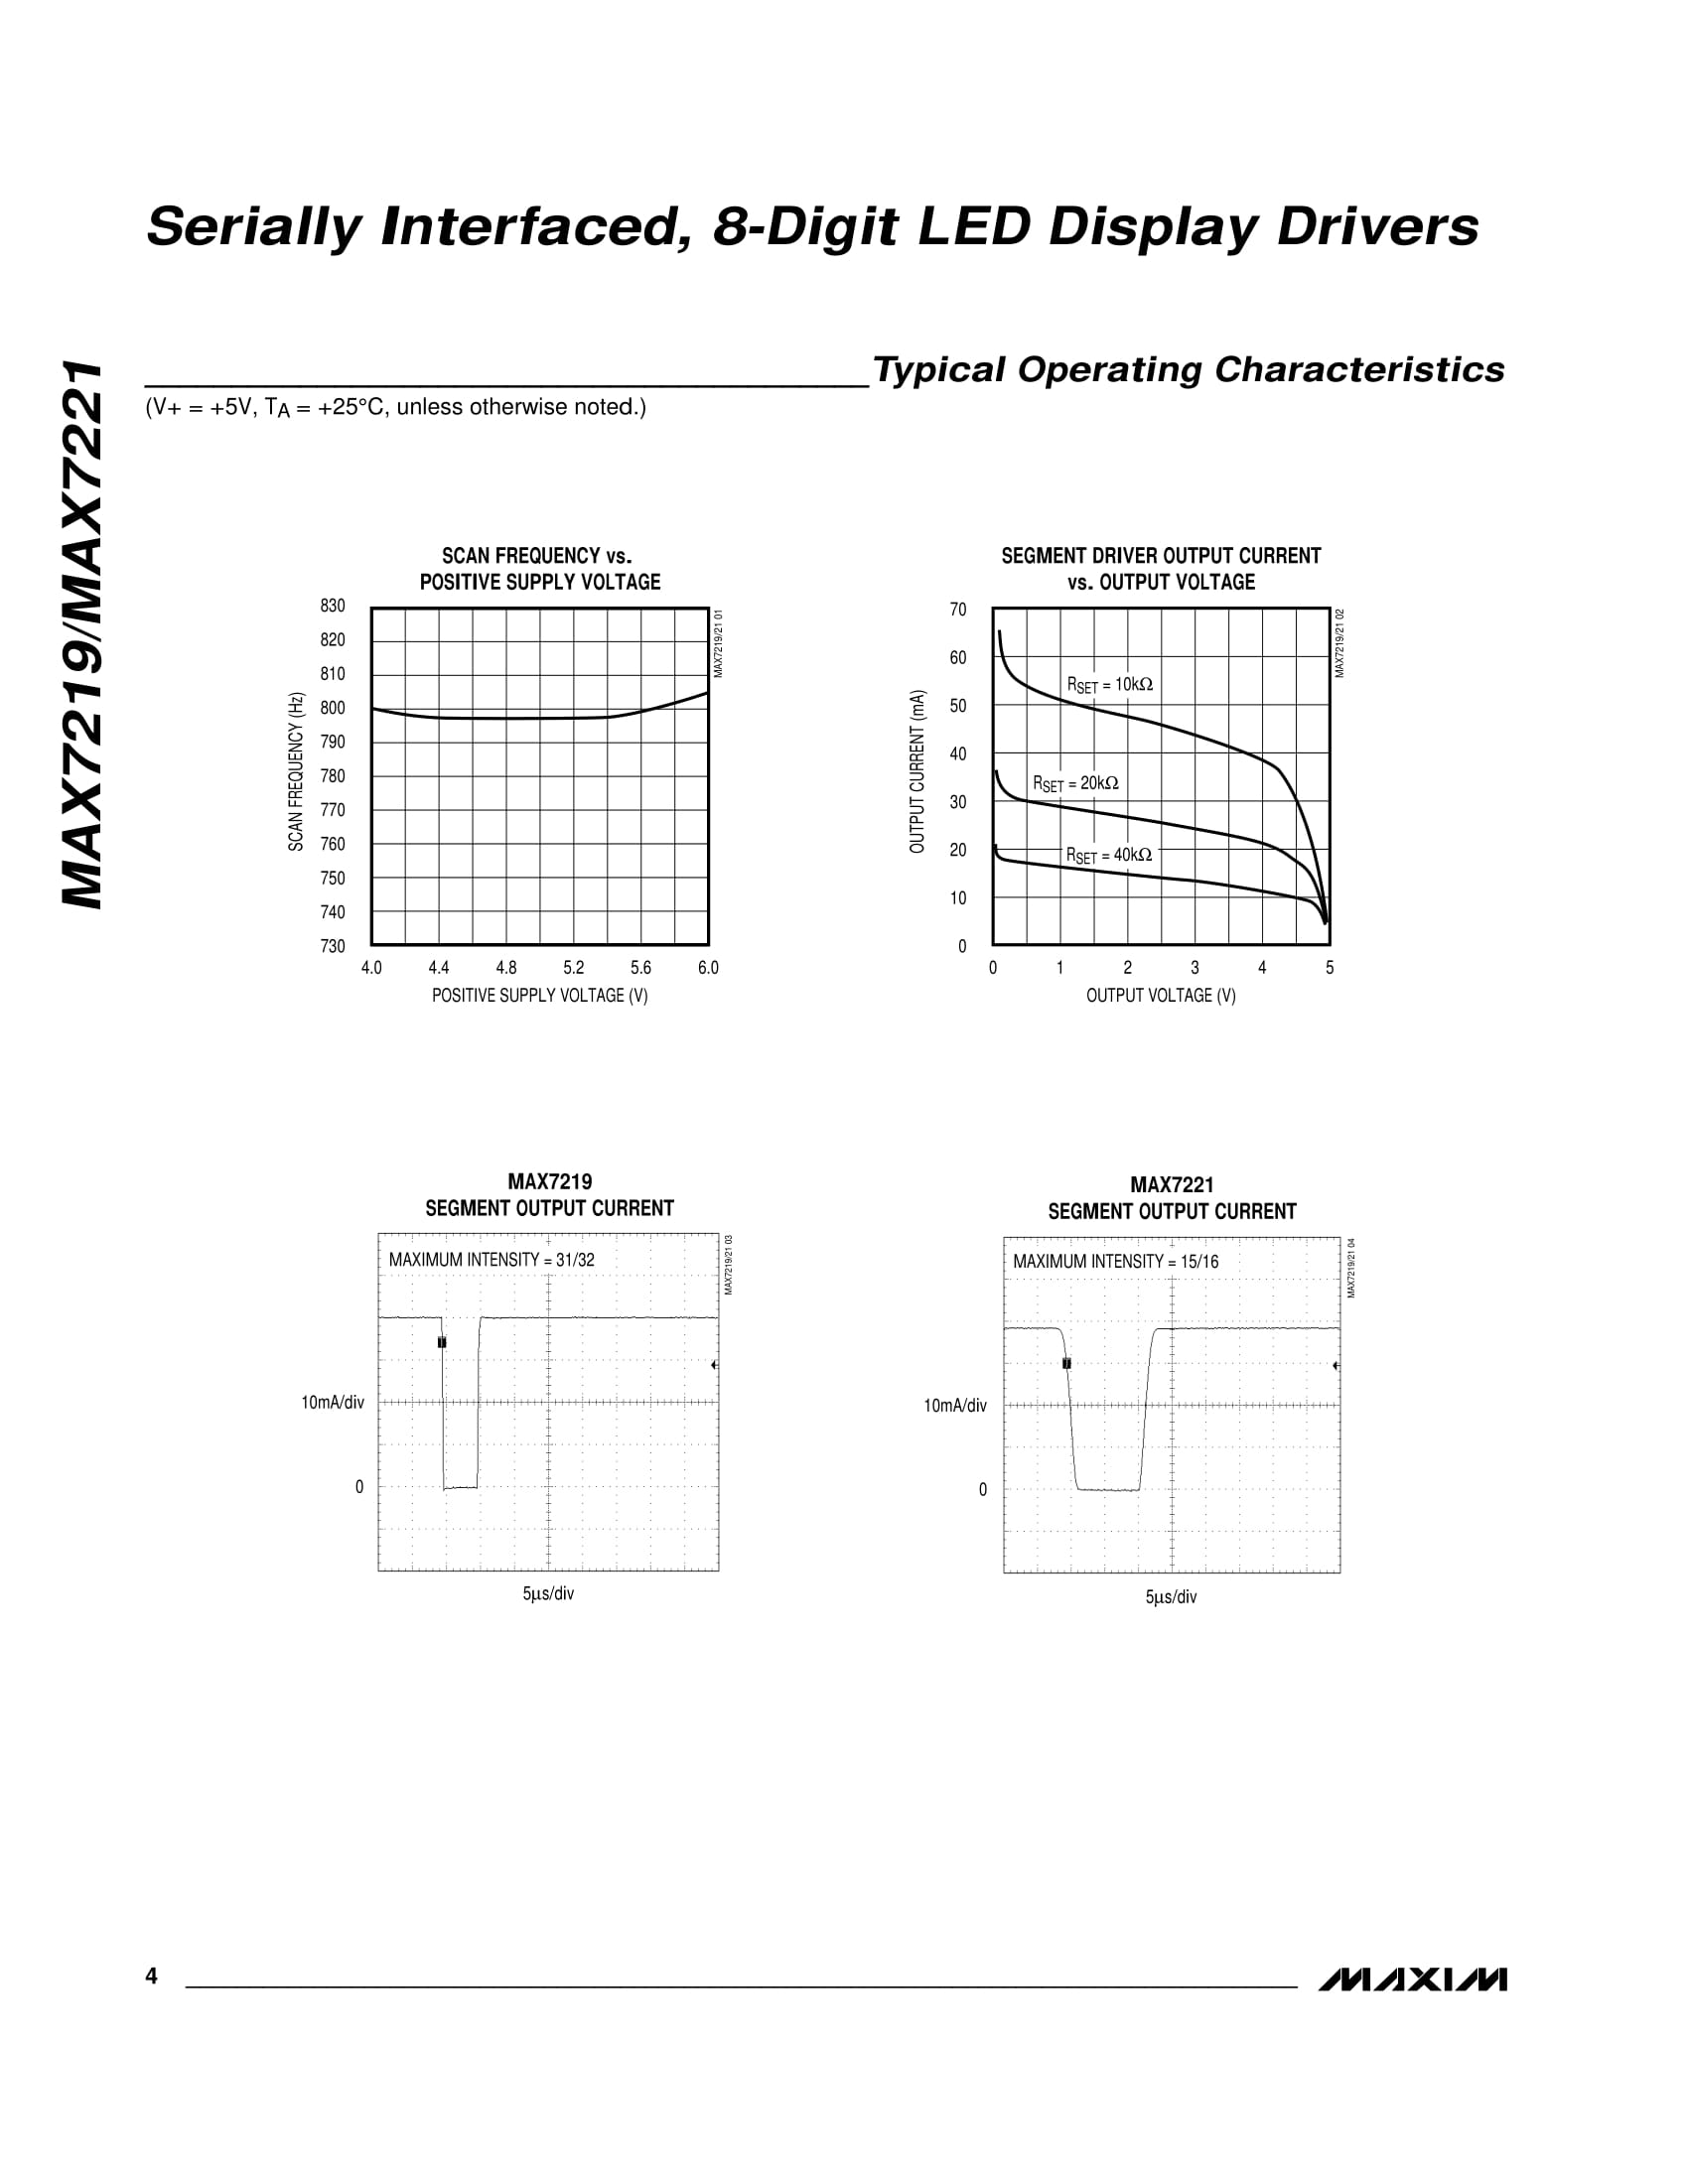 Serially Interfaced, 8-Digit LED Display Drivers
MAX7219/MAX7221
Typical Operating Characteristics
(V+ = +5V, TA = +25°C, unless otherwise noted.)
SCAN FREQUENCY vs.
POSITIVE SUPPLY VOLTAGE
MAX7219/21 01
SCAN FREQUENCY (Hz)
830
820
810
800
790
780
770
760
750
740
730
4.0 4.4 4.8 5.2 5.6 6.0
POSITIVE SUPPLY VOLTAGE (V)
SEGMENT DRIVER OUTPUT CURRENT
vs. OUTPUT VOLTAGE
MAX7219/21 02
OUTPUT CURRENT (mA)
70
60
50
40
30
20
10
0
RSET = 10kΩ
RSET = 20kΩ
RSET = 40kΩ
0 1 2 3 4 5
OUTPUT VOLTAGE (V)
MAX7219
SEGMENT OUTPUT CURRENT
MAX7219/21 03
MAXIMUM INTENSITY = 31/32
10mA/div
0
5µs/div
MAX7221
SEGMENT OUTPUT CURRENT
MAX7219/21 04
MAXIMUM INTENSITY = 15/16
10mA/div
0
5µs/div
4
MAXIM